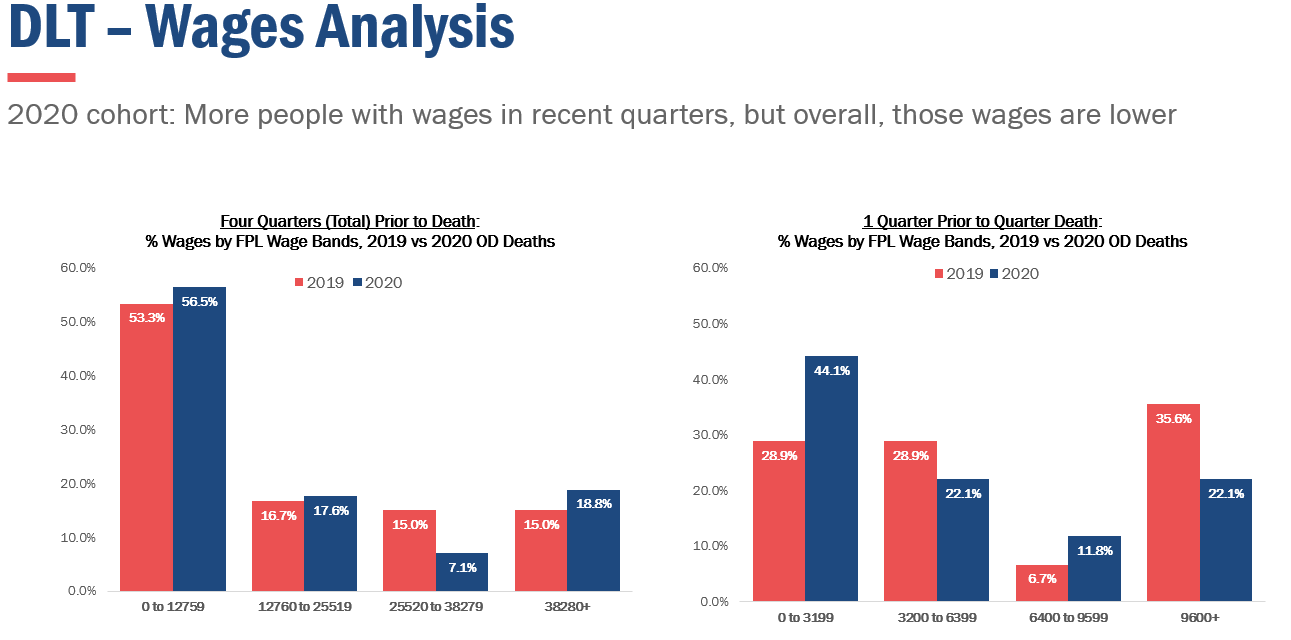 DLT – Wages Analysis
2020 cohort: More people with wages in recent quarters, but overall, those wages are lower
Four Quarters (Total) Prior to Death:
% Wages by FPL Wage Bands, 2019 vs 2020 OD Deaths
60.0%
2019 2020
50.0%
40.0%
30.0%
20.0%
10.0%
0.0%
53.3%
56.5%
16.7%
17.6%
15.0%
7.1%
15.0%
18.8%
0 to 12759
12760 to 25519
25520 to 38279
38280+
1 Quarter Prior to Quarter Death:
% Wages by FPL Wage Bands, 2019 vs 2020 OD Deaths
60.0%
2019 2020
50.0%
40.0%
30.0%
20.0%
10.0%
0.0%
28.9%
44.1%
28.9%
22.1%
6.7%
11.8%
35.6%
22.1%
0 to 3199
3200 to 6399
6400 to 9599
9600+